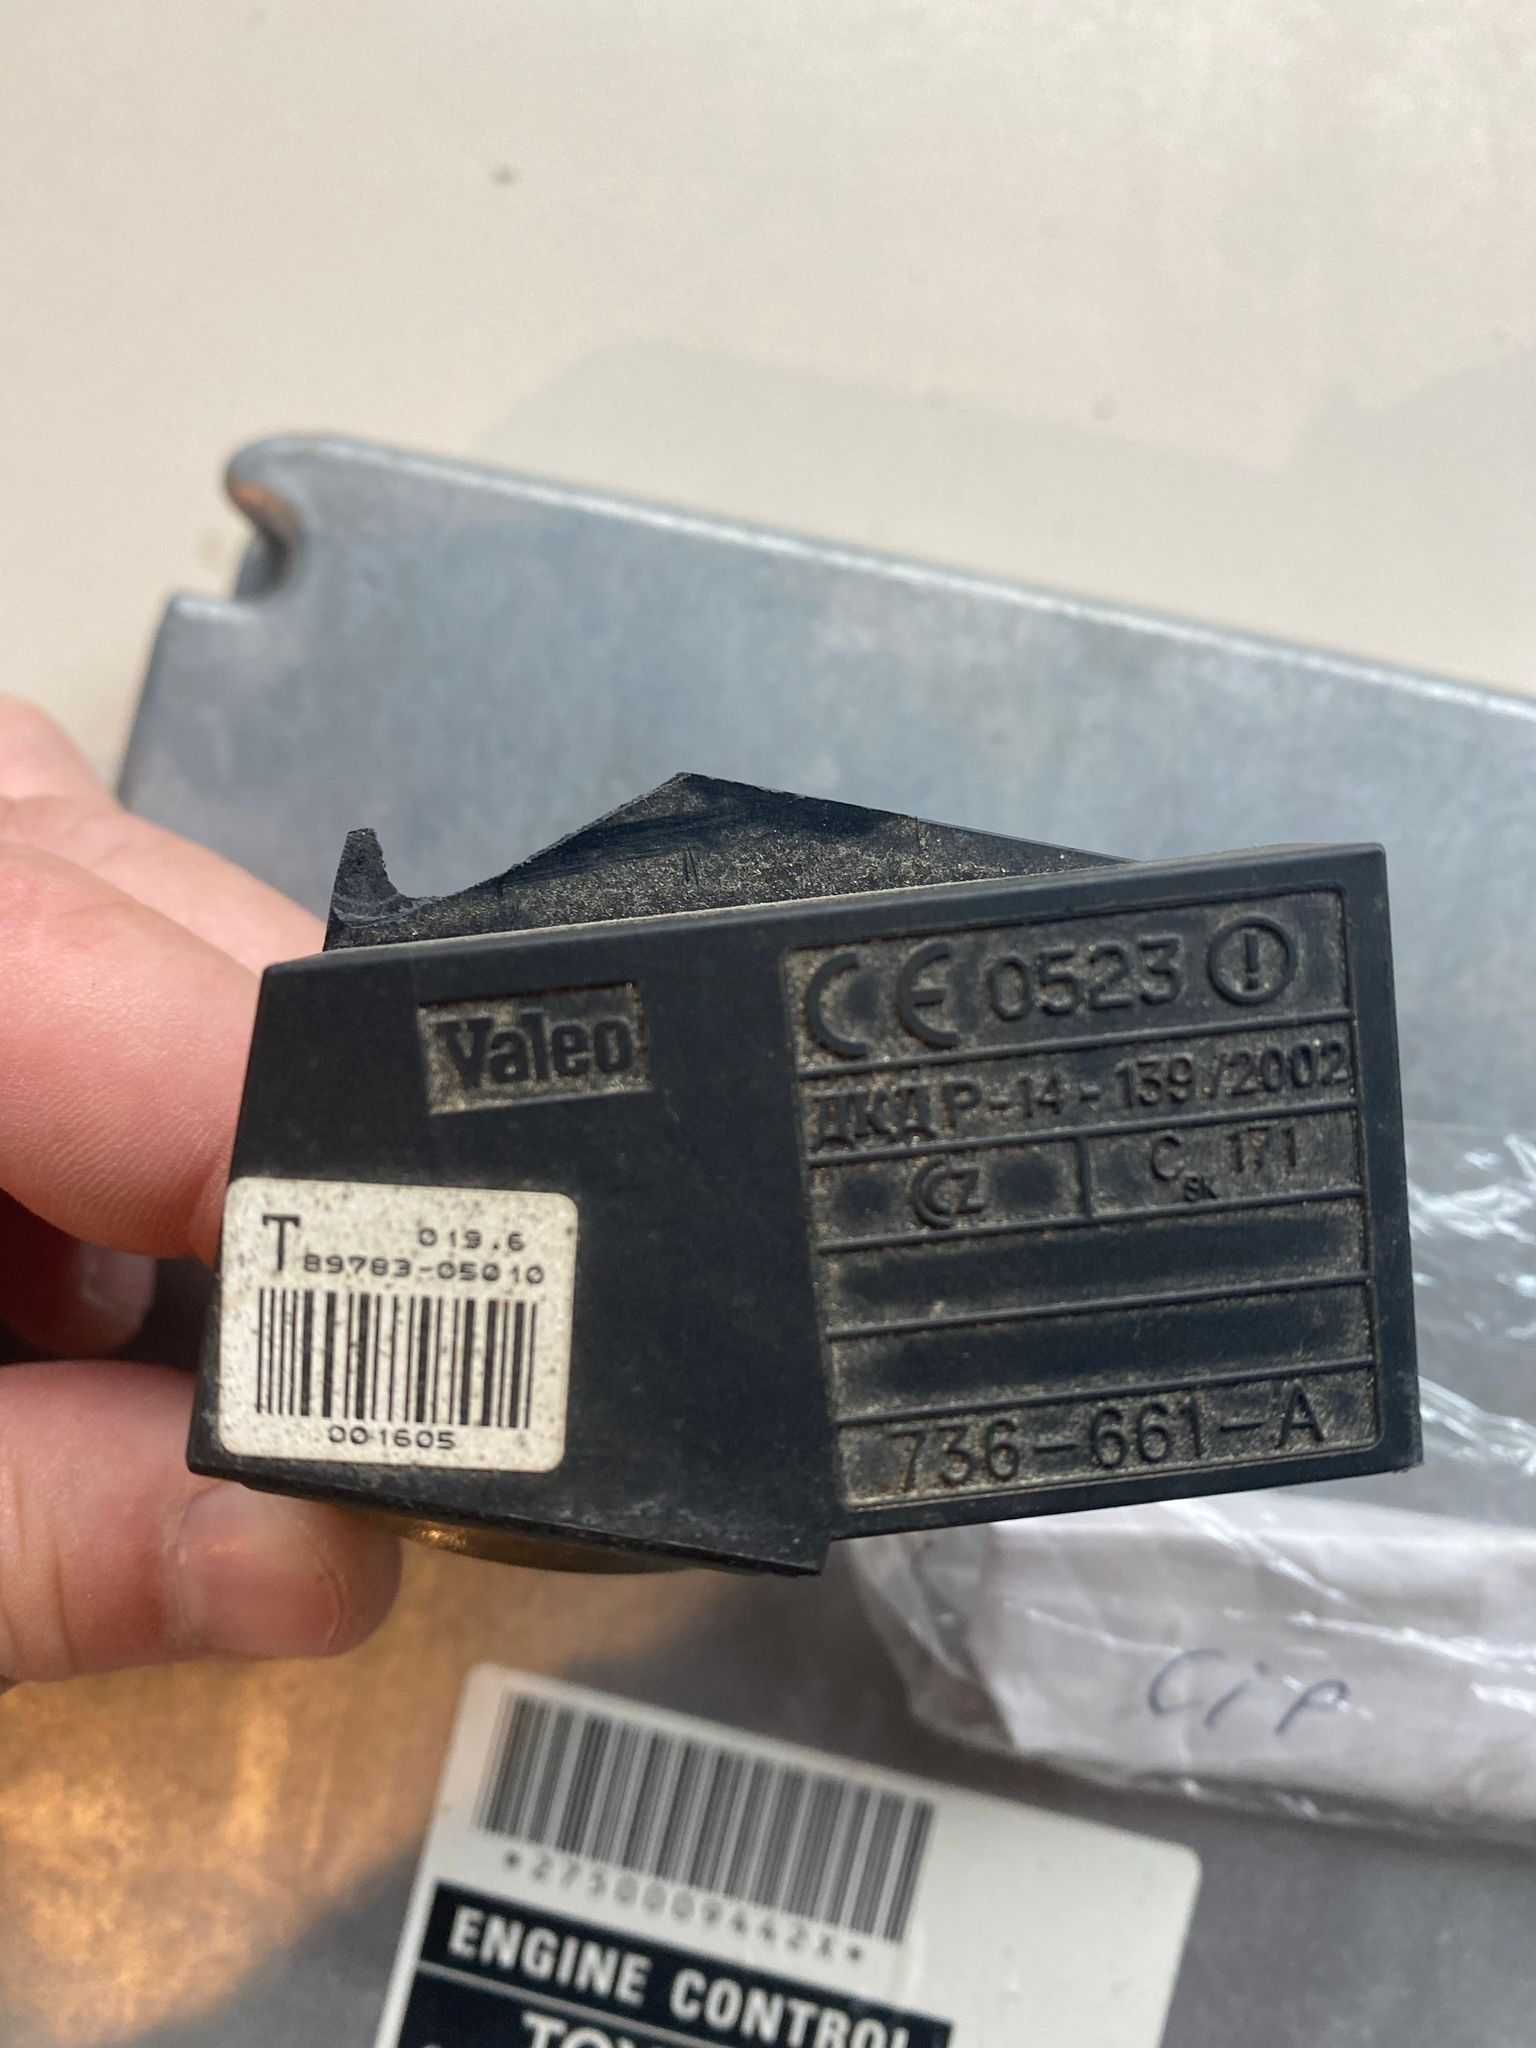 Valeo
CE 0523
ДКД Р-14-139/2002
CZ
C SK 171
736-661-A
T 019.6
89783-05010
001605
Cip
*2750009442X*
ENGINE CONTROL